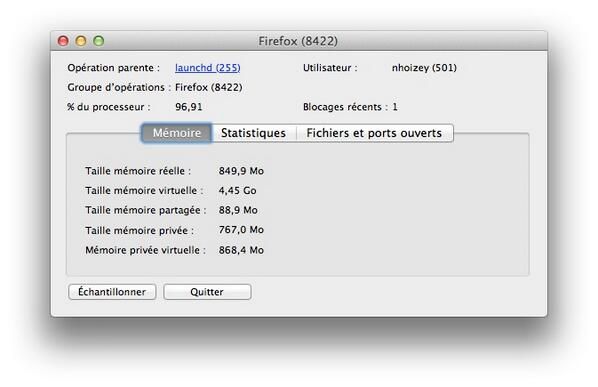 Firefox (8422)
Opération parente : launchd (255) Utilisateur : nhoizey (501)
Groupe d'opérations : Firefox (8422)
% du processeur : 96,91 Blocages récents : 1
Mémoire Statistiques Fichiers et ports ouverts
Taille mémoire réelle : 849,9 Mo
Taille mémoire virtuelle : 4,45 Go
Taille mémoire partagée : 88,9 Mo
Taille mémoire privée : 767,0 Mo
Mémoire privée virtuelle : 868,4 Mo
Échantillonner Quitter